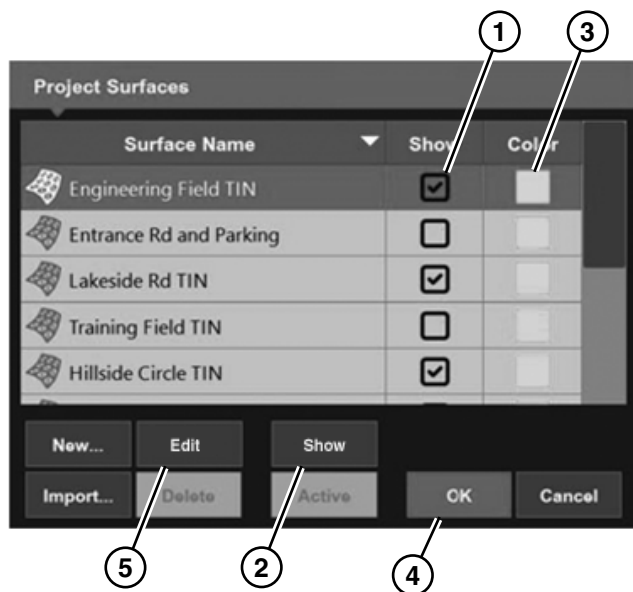 1 3
Project Surfaces
Surface Name Show Color
Engineering Field TIN
Entrance Rd and Parking
Lakeside Rd TIN
Training Field TIN
Hillside Circle TIN
New... Edit Show
Import... Delete Active OK Cancel
5 2 4